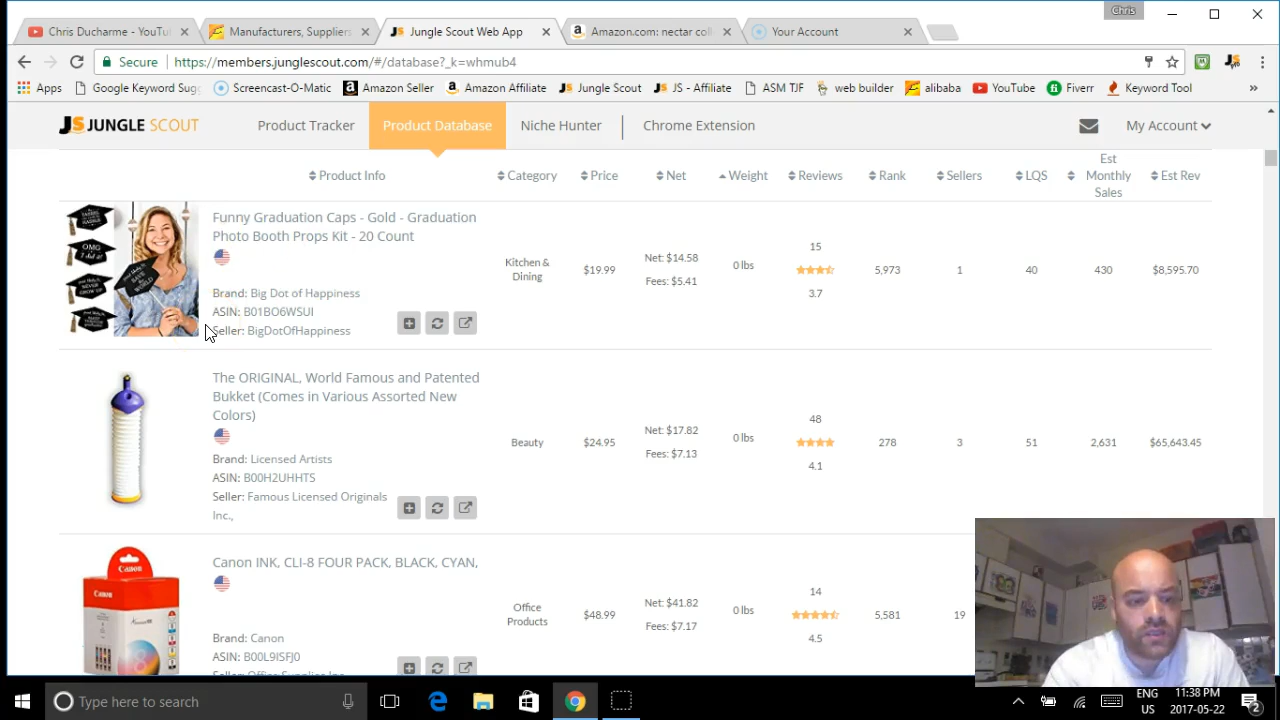 Chris
Chris Ducharme - YouTu
Manufacturers, Suppliers
Jungle Scout Web App
Amazon.com: nectar coll
Your Account
Secure
https://members.junglescout.com/#/database?_k=whmub4
Apps
Google Keyword Sugg
Screencast-O-Matic
Amazon Seller
Amazon Affiliate
Jungle Scout
JS - Affiliate
ASM TJF
web builder
alibaba
YouTube
Fiverr
Keyword Tool
JUNGLE SCOUT
Product Tracker
Product Database
Niche Hunter
Chrome Extension
My Account
Product Info
Category
Price
Net
Weight
Reviews
Rank
Sellers
LQS
Est
Monthly
Sales
Est Rev
Funny Graduation Caps - Gold - Graduation
Photo Booth Props Kit - 20 Count
Brand: Big Dot of Happiness
ASIN: B01BO6WSUI
Seller: BigDotOfHappiness
Kitchen &
Dining
$19.99
Net: $14.58
Fees: $5.41
0 lbs
15
3.7
5,973
1
40
430
$8,595.70
The ORIGINAL, World Famous and Patented
Bukket (Comes in Various Assorted New
Colors)
Brand: Licensed Artists
ASIN: B00H2UHHTS
Seller: Famous Licensed Originals
Inc.,
Beauty
$24.95
Net: $17.82
Fees: $7.13
0 lbs
48
4.1
278
3
51
2,631
$65,643.45
Canon INK, CLI-8 FOUR PACK, BLACK, CYAN,
Brand: Canon
ASIN: B00L9ISFJ0
Office
Products
$48.99
Net: $41.82
Fees: $7.17
0 lbs
14
4.5
5,581
19
Canon
Type here to search
ENG
US
11:38 PM
2017-05-22
2